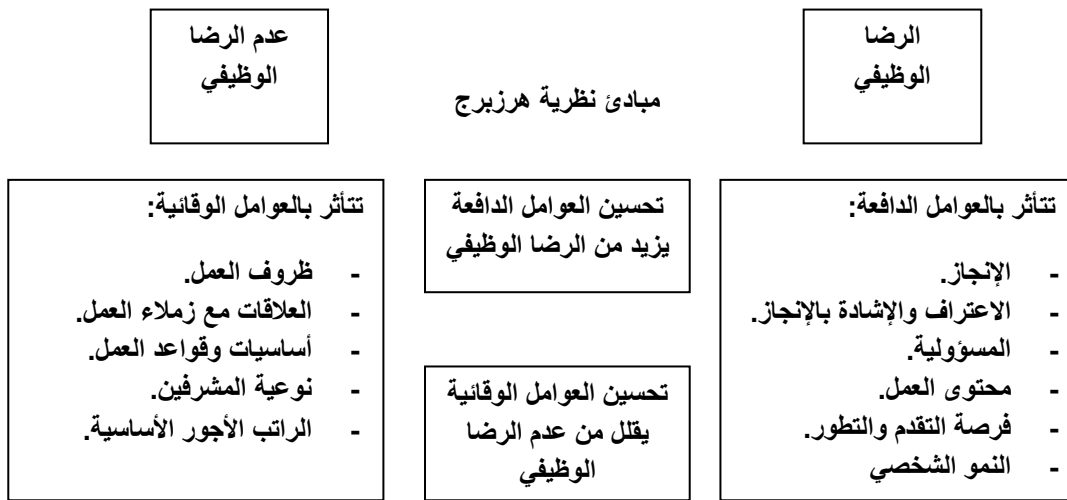 الرضا
الوظيفي
عدم الرضا
الوظيفي
مبادئ نظرية هرزبرج
تتأثر بالعوامل الدافعة:
- الإنجاز.
- الاعتراف والإشادة بالإنجاز.
- المسؤولية.
- محتوى العمل.
- فرصة التقدم والتطور.
- النمو الشخصي
تحسين العوامل الدافعة
يزيد من الرضا الوظيفي
تحسين العوامل الوقائية
يقلل من عدم الرضا
الوظيفي
تتأثر بالعوامل الوقائية:
- ظروف العمل.
- العلاقات مع زملاء العمل.
- أساسيات وقواعد العمل.
- نوعية المشرفين.
- الراتب الأجور الأساسية.